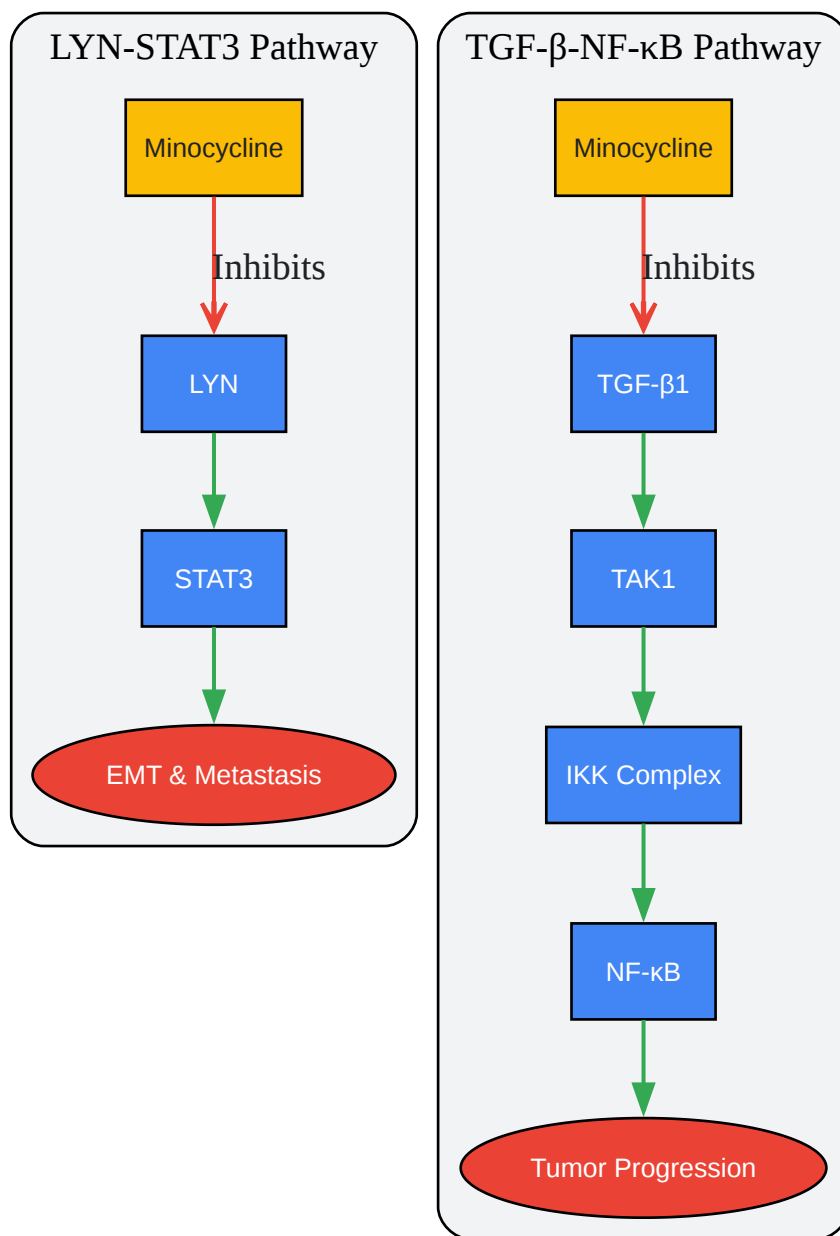 LYN-STAT3 Pathway
Minocycline
Inhibits
LYN
STAT3
EMT & Metastasis
TGF-β-NF-κB Pathway
Minocycline
Inhibits
TGF-β1
TAK1
IKK Complex
NF-κB
Tumor Progression